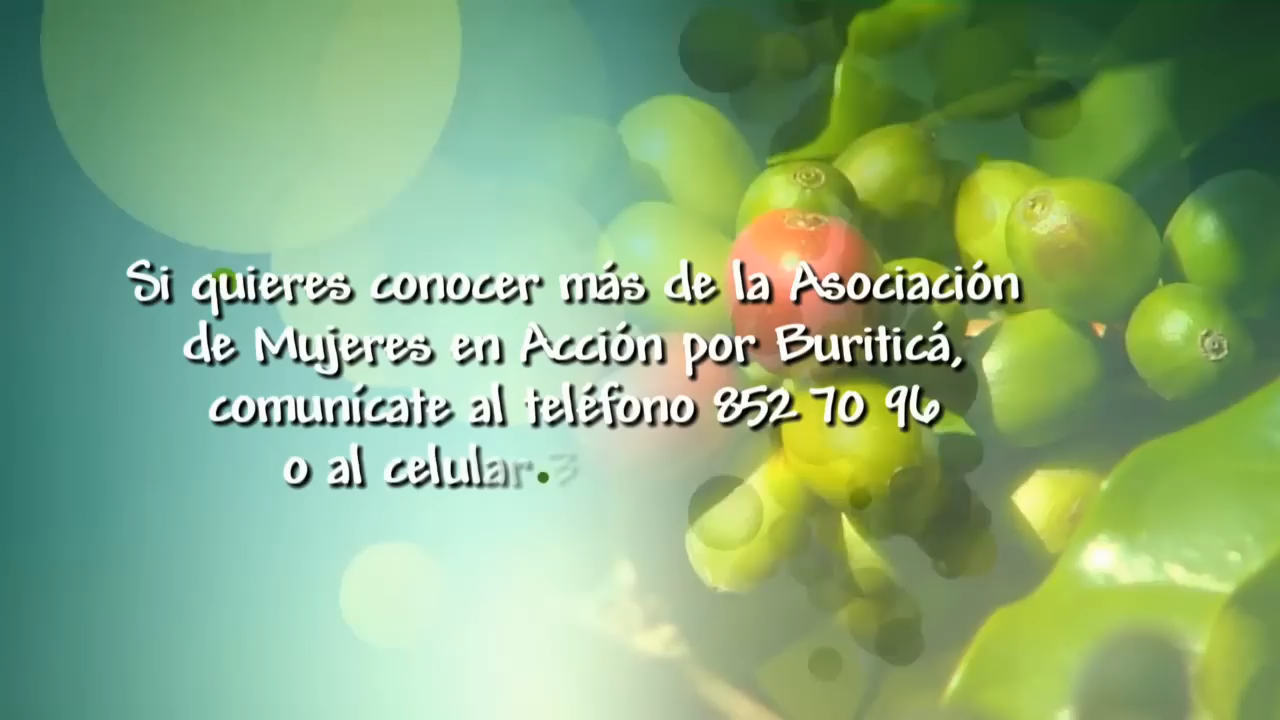 Si quieres conocer más de la Asociación
de Mujeres en Acción por Buriticá,
comunícate al teléfono 852 70 96
o al celular 3